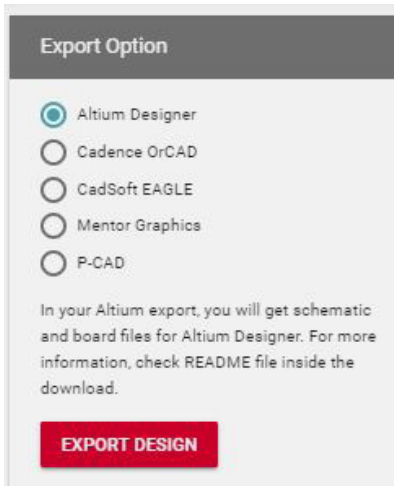 Export Option
Altium Designer
Cadence OrCAD
CadSoft EAGLE
Mentor Graphics
P-CAD
In your Altium export, you will get schematic
and board files for Altium Designer. For more
information, check README file inside the
download.
EXPORT DESIGN